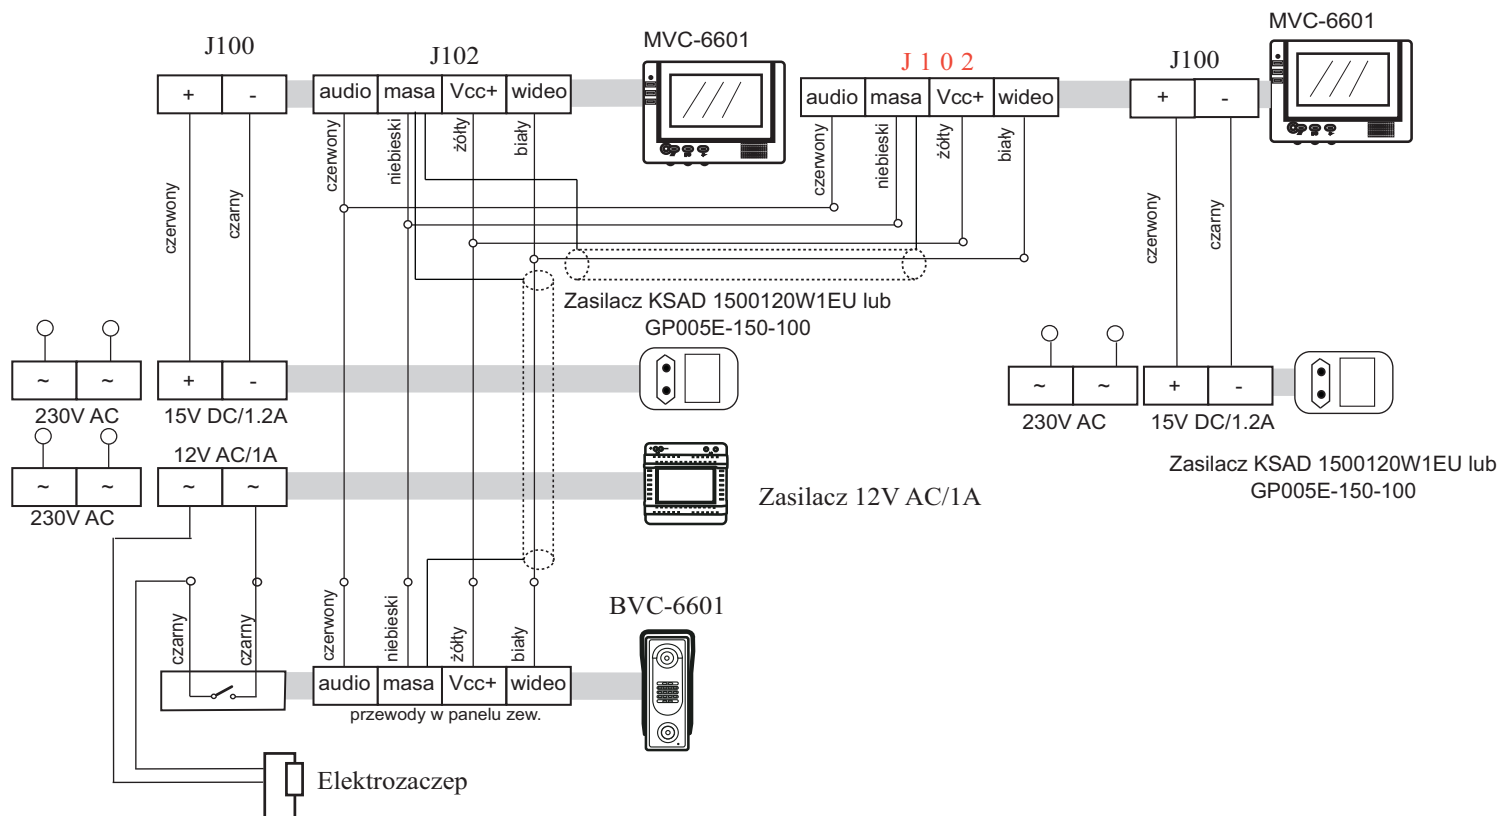 J100
J102
MVC-6601
J 1 0 2
J100
MVC-6601
+ -
audio masa Vcc+ wideo
audio masa Vcc+ wideo
+ -
czerwony
czarny
czerwony
niebieski
żółty
biały
czerwony
niebieski
żółty
biały
czerwony
czarny
Zasilacz KSAD 1500120W1EU lub
GP005E-150-100
~ ~
+ -
230V AC
15V DC/1.2A
~ ~
+ -
230V AC
15V DC/1.2A
Zasilacz KSAD 1500120W1EU lub
GP005E-150-100
12V AC/1A
~ ~
~ ~
230V AC
Zasilacz 12V AC/1A
czarny
czarny
czerwony
niebieski
żółty
biały
BVC-6601
audio masa Vcc+ wideo
przewody w panelu zew.
Elektrozaczep